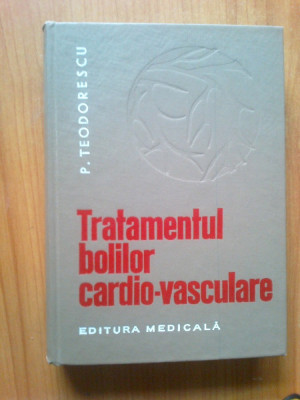 P. TEODORESCU
Tratamentul
bolilor
cardio-vasculare
EDITURA MEDICALĂ